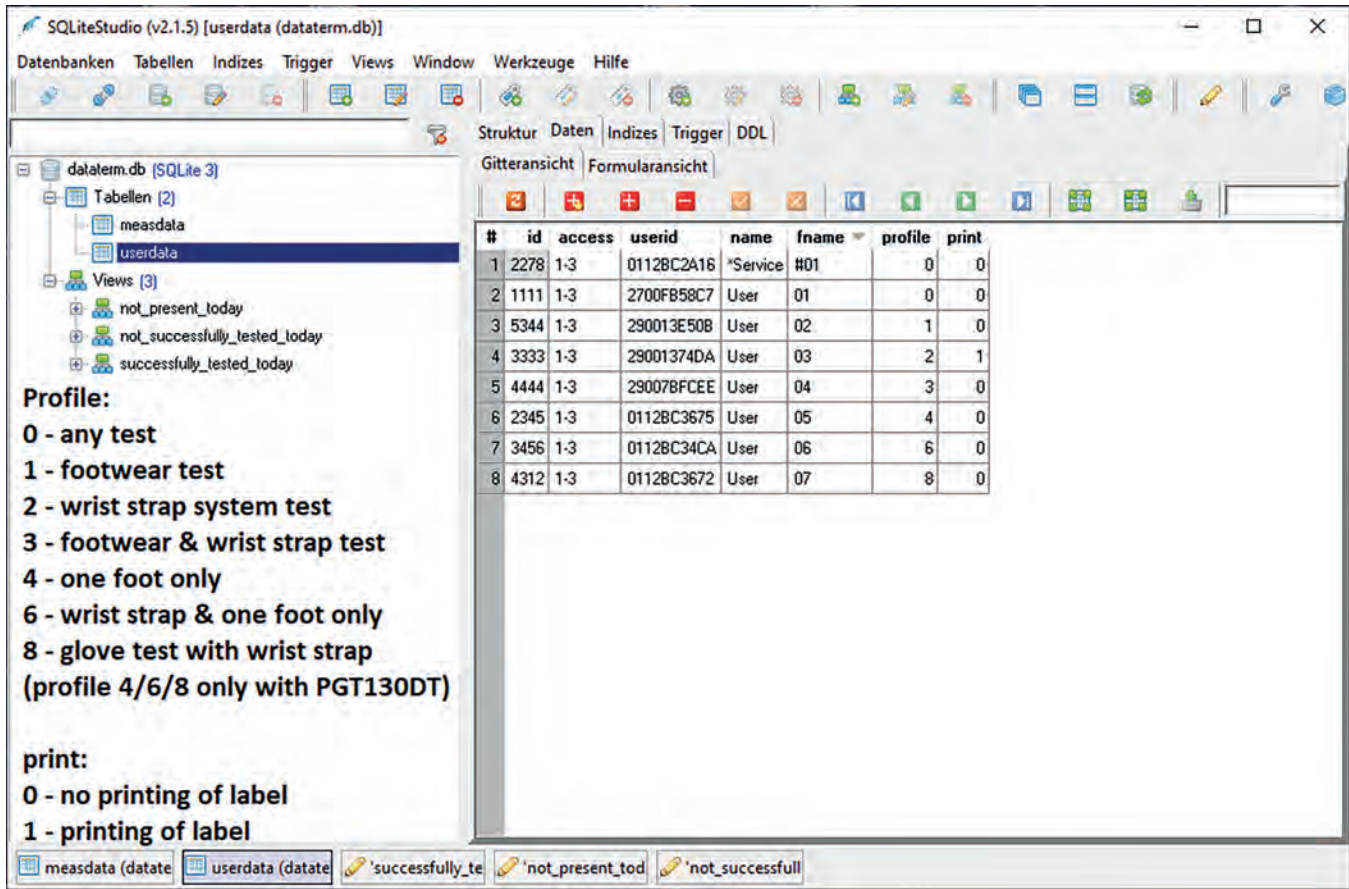 SQLiteStudio (v2.1.5) [userdata (dataterm.db)]
Datenbanken Tabellen Indizes Trigger Views Window Werkzeuge Hilfe
Struktur Daten Indizes Trigger DDL
Gitteransicht Formularansicht
dataterm.db (SQLite 3)
Tabellen (2)
measdata
userdata
Views (3)
not_present_today
not_successfully_tested_today
successfully_tested_today
Profile:
0 - any test
1 - footwear test
2 - wrist strap system test
3 - footwear & wrist strap test
4 - one foot only
6 - wrist strap & one foot only
8 - glove test with wrist strap
(profile 4/6/8 only with PGT130DT)
print:
0 - no printing of label
1 - printing of label
# id access userid name fname profile print
1 2278 1-3 0112BC2A16 *Service #01 0 0
2 1111 1-3 2700FB58C7 User 01 0 0
3 5344 1-3 290013E50B User 02 1 0
4 3333 1-3 29001374DA User 03 2 1
5 4444 1-3 29007BFCEE User 04 3 0
6 2345 1-3 0112BC3675 User 05 4 0
7 3456 1-3 0112BC34CA User 06 6 0
8 4312 1-3 0112BC3672 User 07 8 0
measdata (datate userdata (datate 'successfully_te 'not_present_tod 'not_successfull